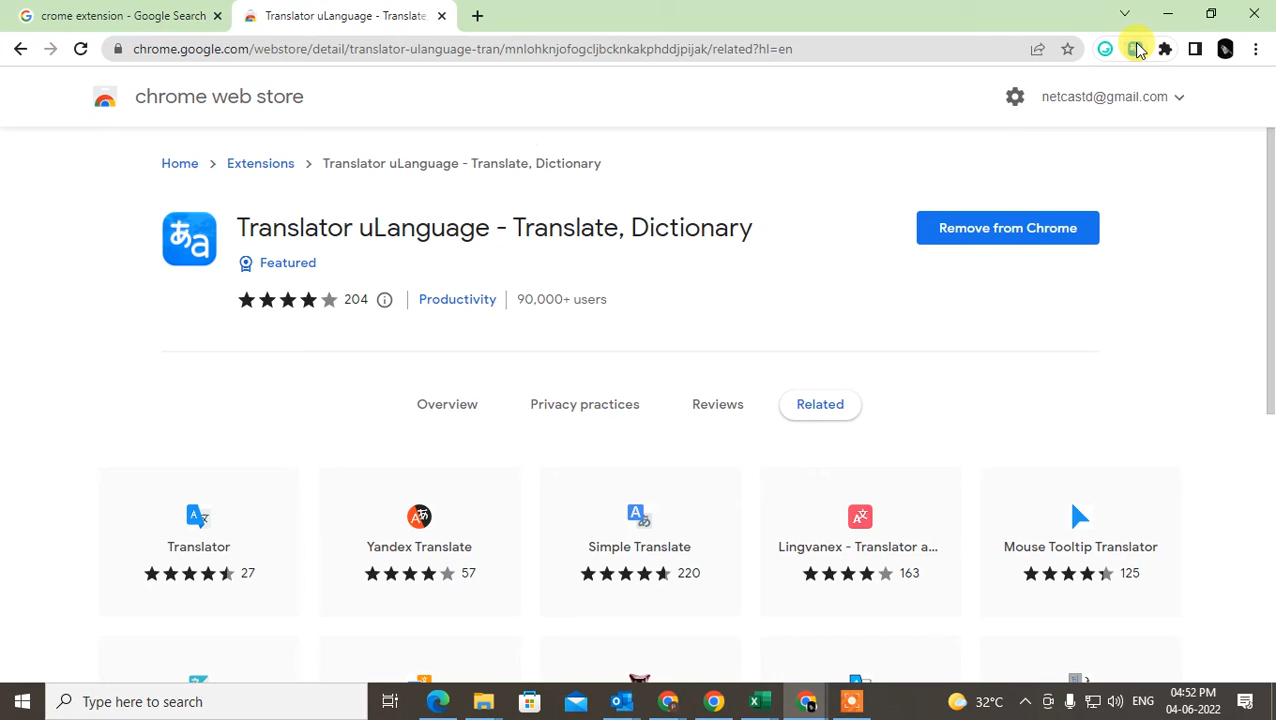 crome extension - Google Search
Translator uLanguage - Translate,
chrome.google.com/webstore/detail/translator-ulanguage-tran/mnlohknjofogcljbcknkakphddjpijak/related?hl=en
chrome web store
netcastd@gmail.com
Home
Extensions
Translator uLanguage - Translate, Dictionary
あa
Translator uLanguage - Translate, Dictionary
Remove from Chrome
Featured
204
Productivity
90,000+ users
Overview
Privacy practices
Reviews
Related
Translator
27
Yandex Translate
57
Simple Translate
220
Lingvanex - Translator a...
163
Mouse Tooltip Translator
125
Type here to search
32°C
ENG
04:52 PM
04-06-2022